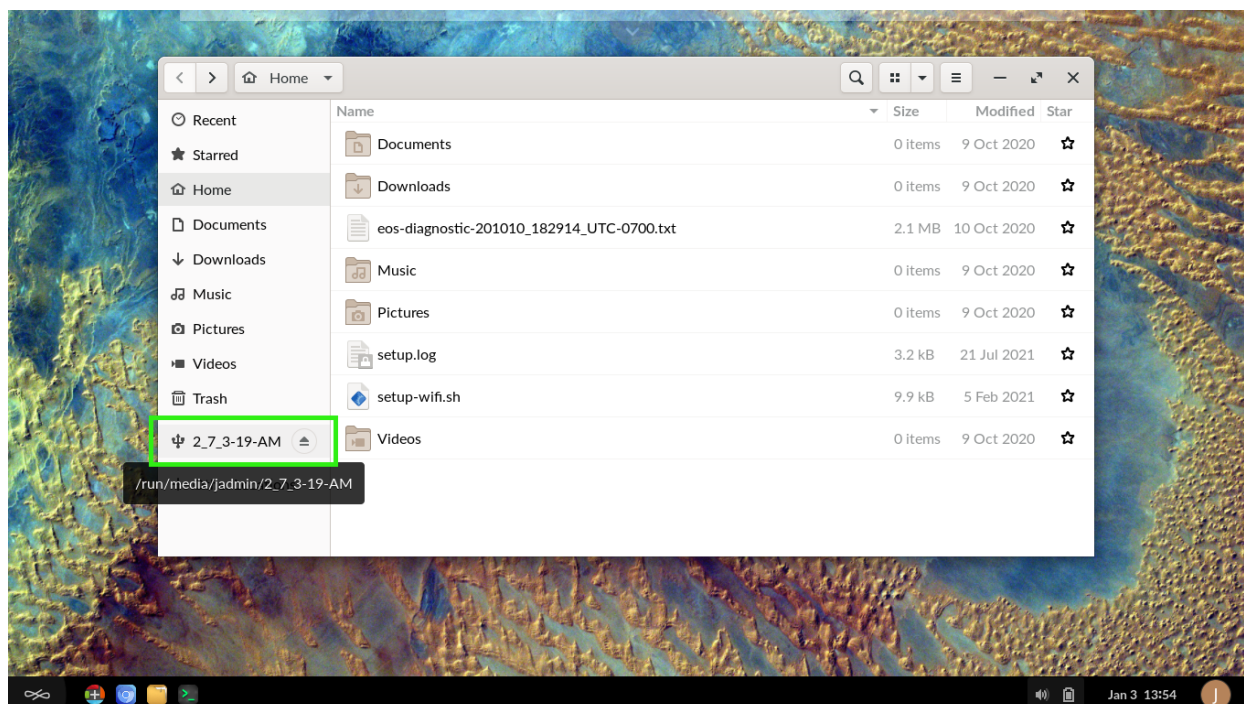 Home
Recent
Starred
Home
Documents
Downloads
Music
Pictures
Videos
Trash
2_7_3-19-AM
/run/media/jadmin/2_7_3-19-AM
Name Size Modified Star
Documents 0 items 9 Oct 2020
Downloads 0 items 9 Oct 2020
eos-diagnostic-201010_182914_UTC-0700.txt 2.1 MB 10 Oct 2020
Music 0 items 9 Oct 2020
Pictures 0 items 9 Oct 2020
setup.log 3.2 kB 21 Jul 2021
setup-wifi.sh 9.9 kB 5 Feb 2021
Videos 0 items 9 Oct 2020
Jan 3 13:54
J